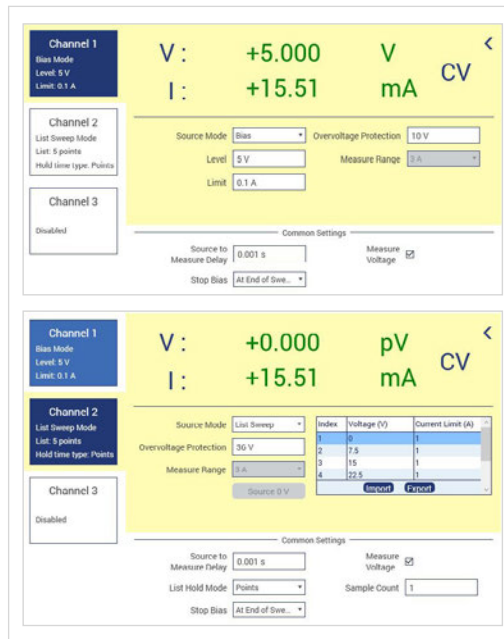 Channel 1
Bias Mode
Level: 5 V
Limit: 0.1 A
Channel 2
List Sweep Mode
List: 5 points
Hold time type: Points
Channel 3
Disabled
V : +5.000 V
I : +15.51 mA
CV
Source Mode Bias Overvoltage Protection 10 V
Level 5 V Measure Range 3 A
Limit 0.1 A
Common Settings
Source to
Measure Delay 0.001 s Measure
Voltage
Stop Bias At End of Swe...
Channel 1
Bias Mode
Level: 5 V
Limit: 0.1 A
Channel 2
List Sweep Mode
List: 5 points
Hold time type: Points
Channel 3
Disabled
V : +0.000 pV
I : +15.51 mA
CV
Source Mode List Sweep
Overvoltage Protection 36 V
Measure Range 3 A
Source 0 V
Index Voltage (V) Current Limit (A)
1 0 1
2 7.5 1
3 15 1
4 22.5 1
Import Export
Common Settings
Source to
Measure Delay 0.001 s Measure
Voltage
List Hold Mode Points Sample Count 1
Stop Bias At End of Swe...